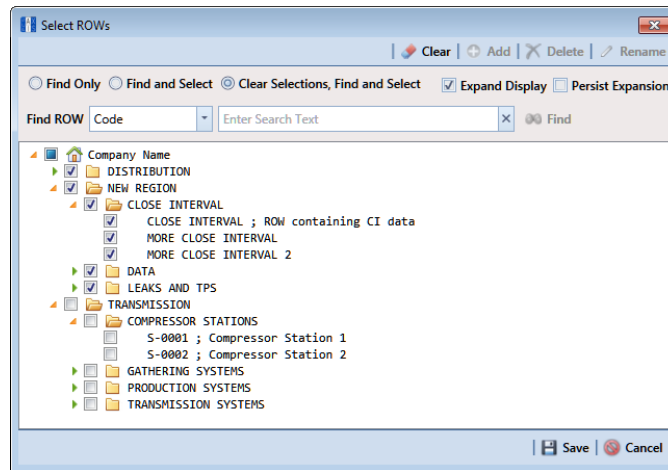 Select ROWs
Clear Add Delete Rename
Find Only Find and Select Clear Selections, Find and Select Expand Display Persist Expansion
Find ROW Code Enter Search Text Find
Company Name
DISTRIBUTION
NEW REGION
CLOSE INTERVAL
CLOSE INTERVAL ; ROW containing CI data
MORE CLOSE INTERVAL
MORE CLOSE INTERVAL 2
DATA
LEAKS AND TPS
TRANSMISSION
COMPRESSOR STATIONS
S-0001 ; Compressor Station 1
S-0002 ; Compressor Station 2
GATHERING SYSTEMS
PRODUCTION SYSTEMS
TRANSMISSION SYSTEMS
Save Cancel